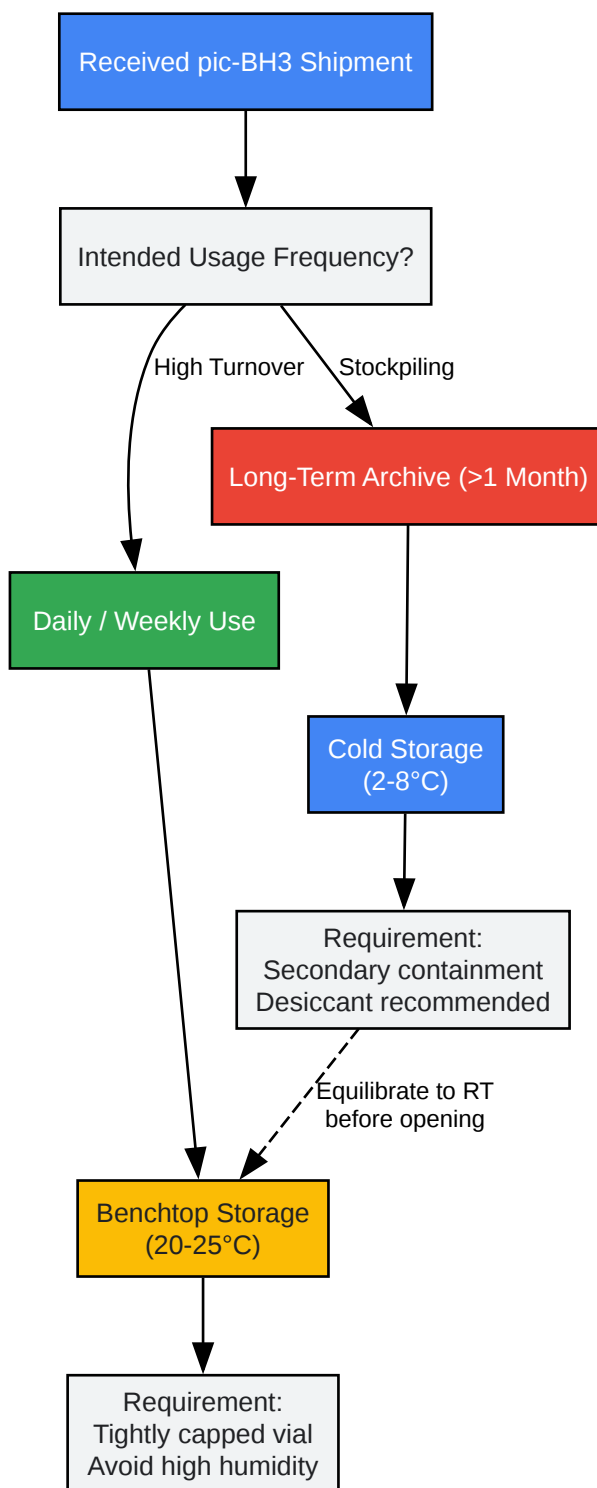 Received pic-BH3 Shipment
Intended Usage Frequency?
High Turnover
Stockpiling
Long-Term Archive (>1 Month)
Daily / Weekly Use
Cold Storage
(2-8°C)
Requirement:
Secondary containment
Desiccant recommended
Equilibrate to RT
before opening
Benchtop Storage
(20-25°C)
Requirement:
Tightly capped vial
Avoid high humidity